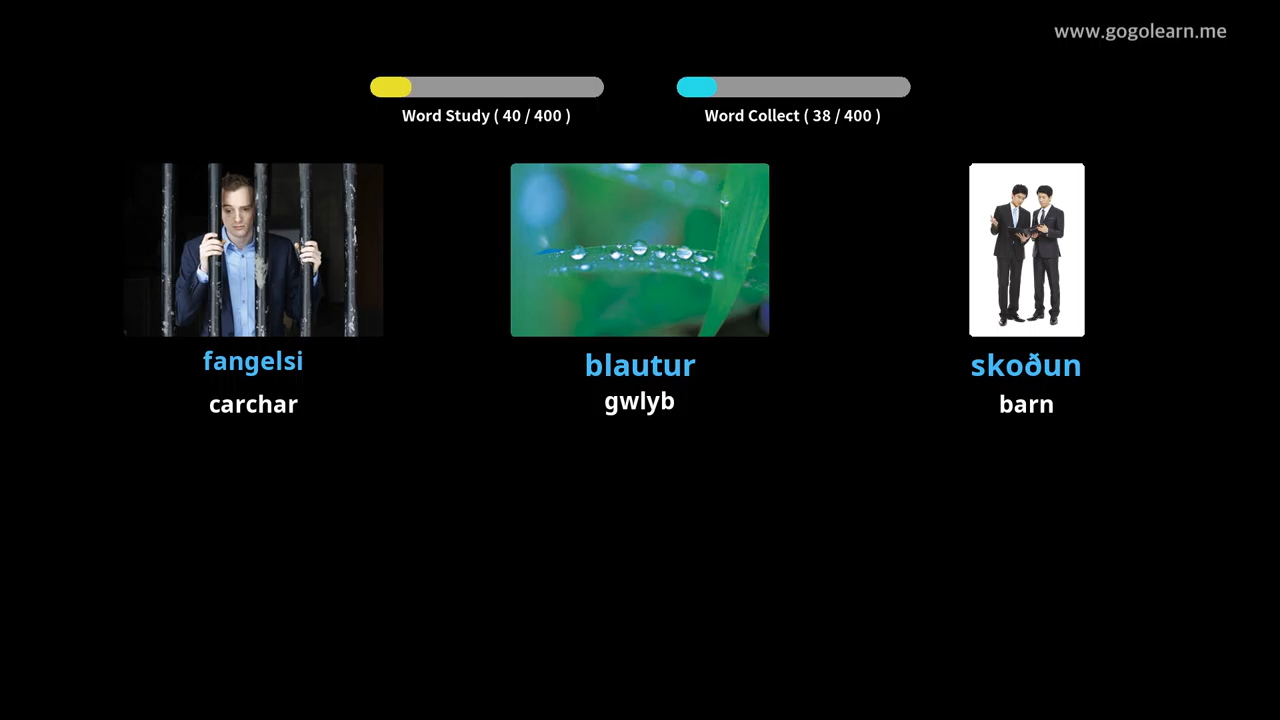 www.gogolearn.me
Word Study ( 40 / 400 )
Word Collect ( 38 / 400 )
fangelsi
carchar
blautur
gwlyb
skoðun
barn